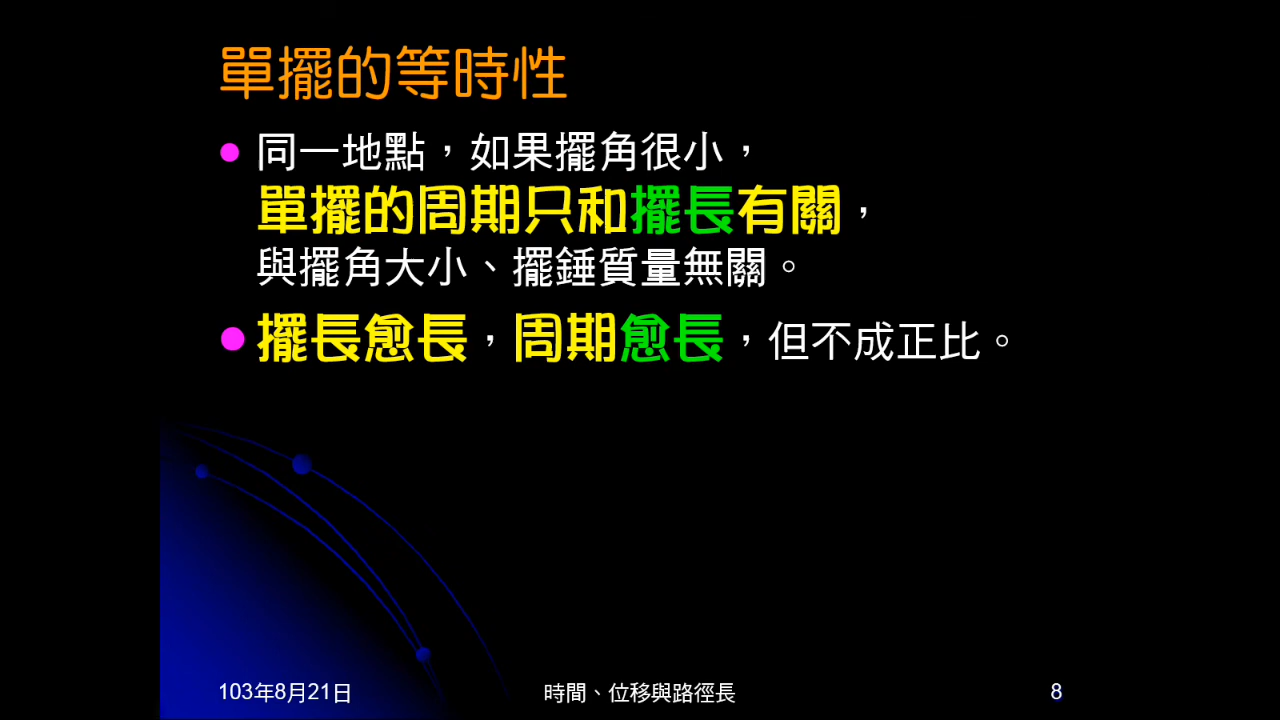 單擺的等時性
同一地點，如果擺角很小，
單擺的周期只和擺長有關，
與擺角大小、擺錘質量無關。
擺長愈長，周期愈長，但不成正比。
103年8月21日
時間、位移與路徑長
8